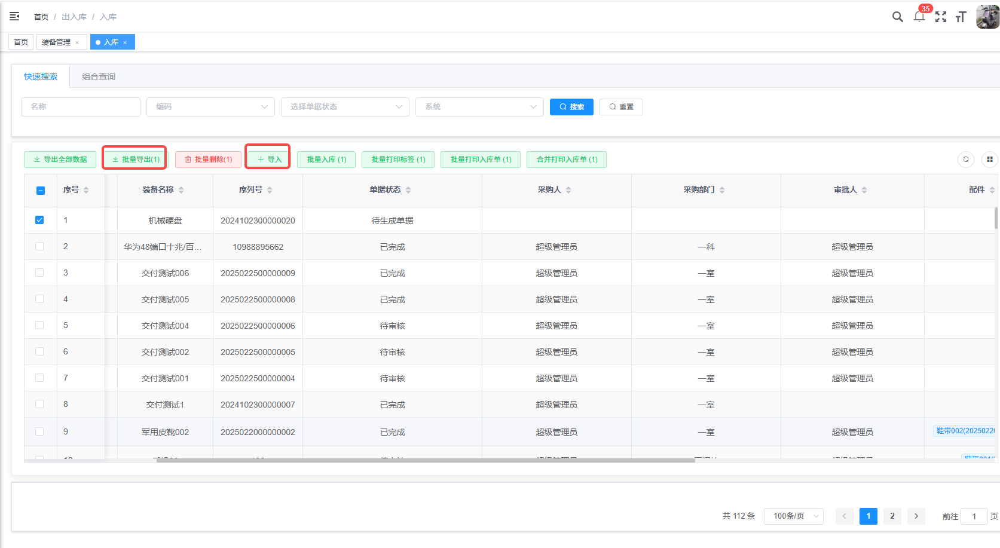 首页 / 出入库 / 入库
35
首页 装备管理 × 入库 ×
快速搜索 组合查询
名称 编码 选择单据状态 系统 搜索 重置
导出全部数据 批量导出(1) 批量删除(1) + 导入 批量入库 (1) 批量打印标签 (1) 批量打印入库单 (1) 合并打印入库单 (1)
序号 装备名称 序列号 单据状态 采购人 采购部门 审批人 配件
1 机械硬盘 2024102300000020 待生成单据
2 华为48端口十兆/百... 10988895662 已完成 超级管理员 一科 超级管理员
3 交付测试006 2025022500000009 已完成 超级管理员 一室 超级管理员
4 交付测试005 2025022500000008 已完成 超级管理员 一室 超级管理员
5 交付测试004 2025022500000006 待审核 超级管理员 一室 超级管理员
6 交付测试002 2025022500000005 待审核 超级管理员 一室 超级管理员
7 交付测试001 2025022500000004 待审核 超级管理员 一室 超级管理员
8 交付测试1 2024102300000007 已完成 超级管理员 一室
9 军用皮靴002 2025022000000002 已完成 超级管理员 一室 超级管理员 鞋带002(2025022
共 112 条 100条/页 < 1 2 > 前往 1 页